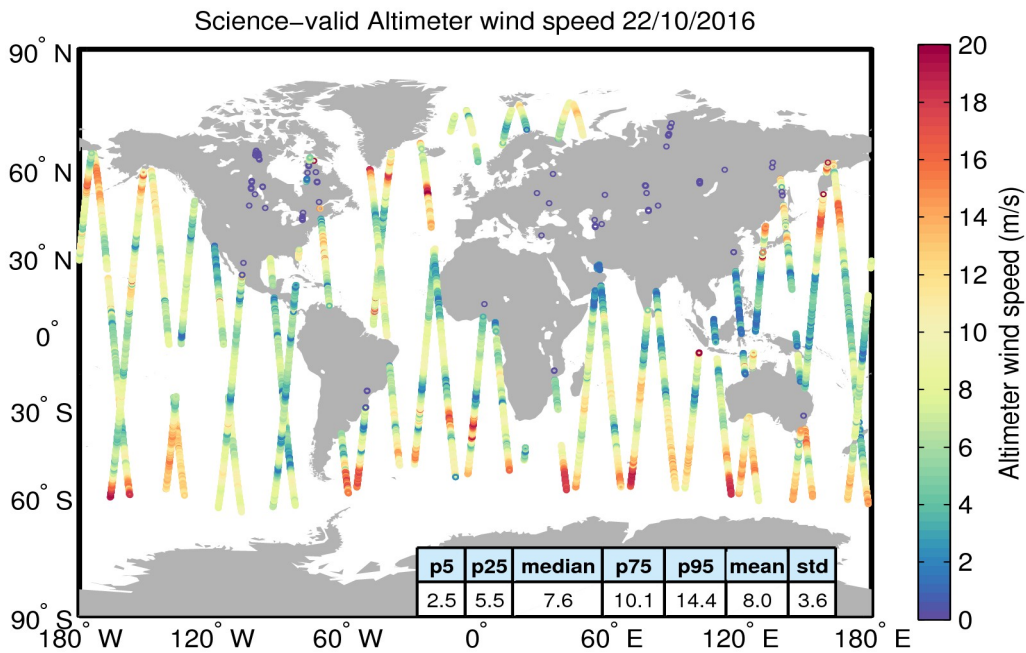 Science−valid Altimeter wind speed 22/10/2016
90° N
60° N
30° N
0°
30° S
60° S
90° S
180° W
120° W
60° W
0°
60° E
120° E
180° E
p5 p25 median p75 p95 mean std
2.5 5.5 7.6 10.1 14.4 8.0 3.6
20
18
16
14
12
10
8
6
4
2
0
Altimeter wind speed (m/s)